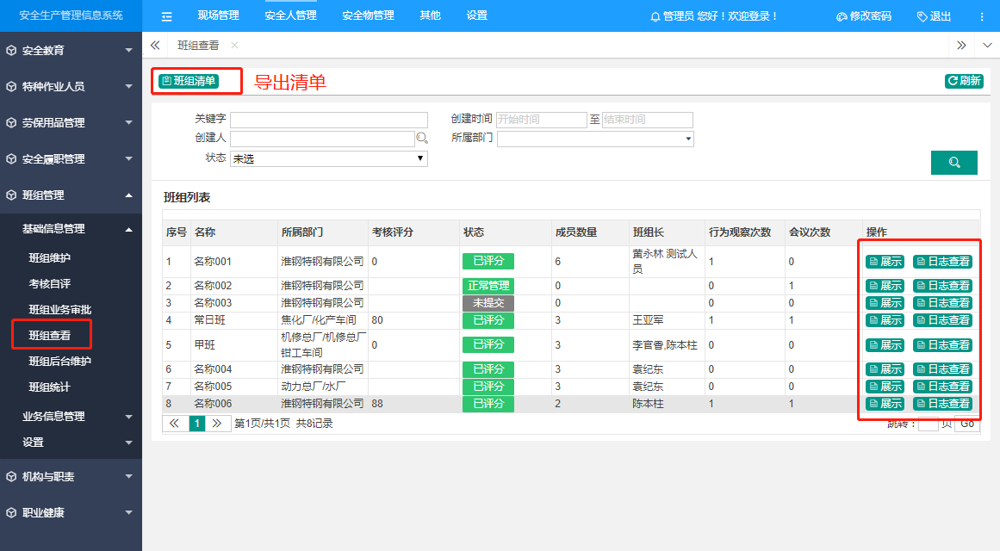 安全生产管理信息系统 现场管理 安全人管理 安全物管理 其他 设置 管理员 您好！欢迎登录！ 修改密码 退出
班组查看
安全教育
特种作业人员
劳保用品管理
安全履职管理
班组管理
基础信息管理
班组维护
考核自评
班组业务审批
班组查看
班组后台维护
班组统计
业务信息管理
设置
机构与职责
职业健康
班组清单 导出清单 刷新
关键字 创建时间 开始时间 至 结束时间
创建人 所属部门
状态 未选
班组列表
序号 名称 所属部门 考核评分 状态 成员数量 班组长 行为观察次数 会议次数 操作
1 名称001 淮钢特钢有限公司 0 已评分 6 黄永林 测试人员 1 0 展示 日志查看
2 名称002 淮钢特钢有限公司 正常管理 0 0 1 展示 日志查看
3 名称003 淮钢特钢有限公司 未提交 0 0 0 展示 日志查看
4 常日班 焦化厂/化产车间 80 已评分 3 王亚军 1 1 展示 日志查看
5 甲班 机修总厂/机修总厂钳工车间 0 已评分 3 李官香,陈本柱 0 0 展示 日志查看
6 名称004 淮钢特钢有限公司 已评分 3 袁纪东 0 0 展示 日志查看
7 名称005 动力总厂/水厂 已评分 3 袁纪东 0 0 展示 日志查看
8 名称006 淮钢特钢有限公司 88 已评分 2 陈本柱 1 1 展示 日志查看
1 第1页/共1页 共8记录 跳转： 页 Go